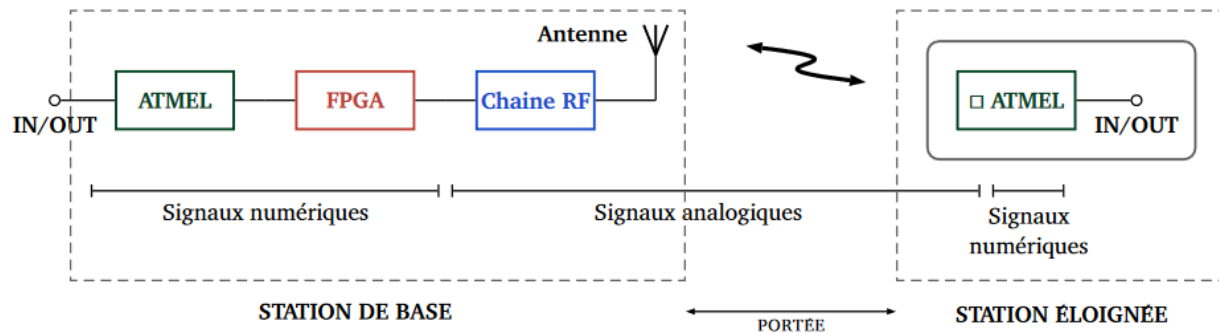 Antenne
ATMEL
FPGA
Chaine RF
□ ATMEL
IN/OUT
IN/OUT
Signaux numériques
Signaux analogiques
Signaux
numériques
STATION DE BASE
PORTÉE
STATION ÉLOIGNÉE